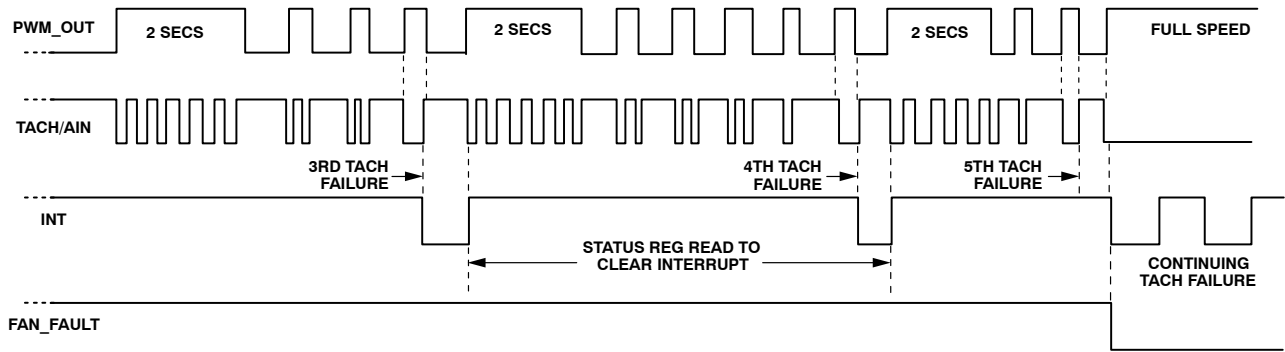 PWM_OUT
2 SECS
2 SECS
2 SECS
FULL SPEED
TACH/AIN
3RD TACH
FAILURE
4TH TACH
FAILURE
5TH TACH
FAILURE
INT
STATUS REG READ TO
CLEAR INTERRUPT
CONTINUING
TACH FAILURE
FAN_FAULT